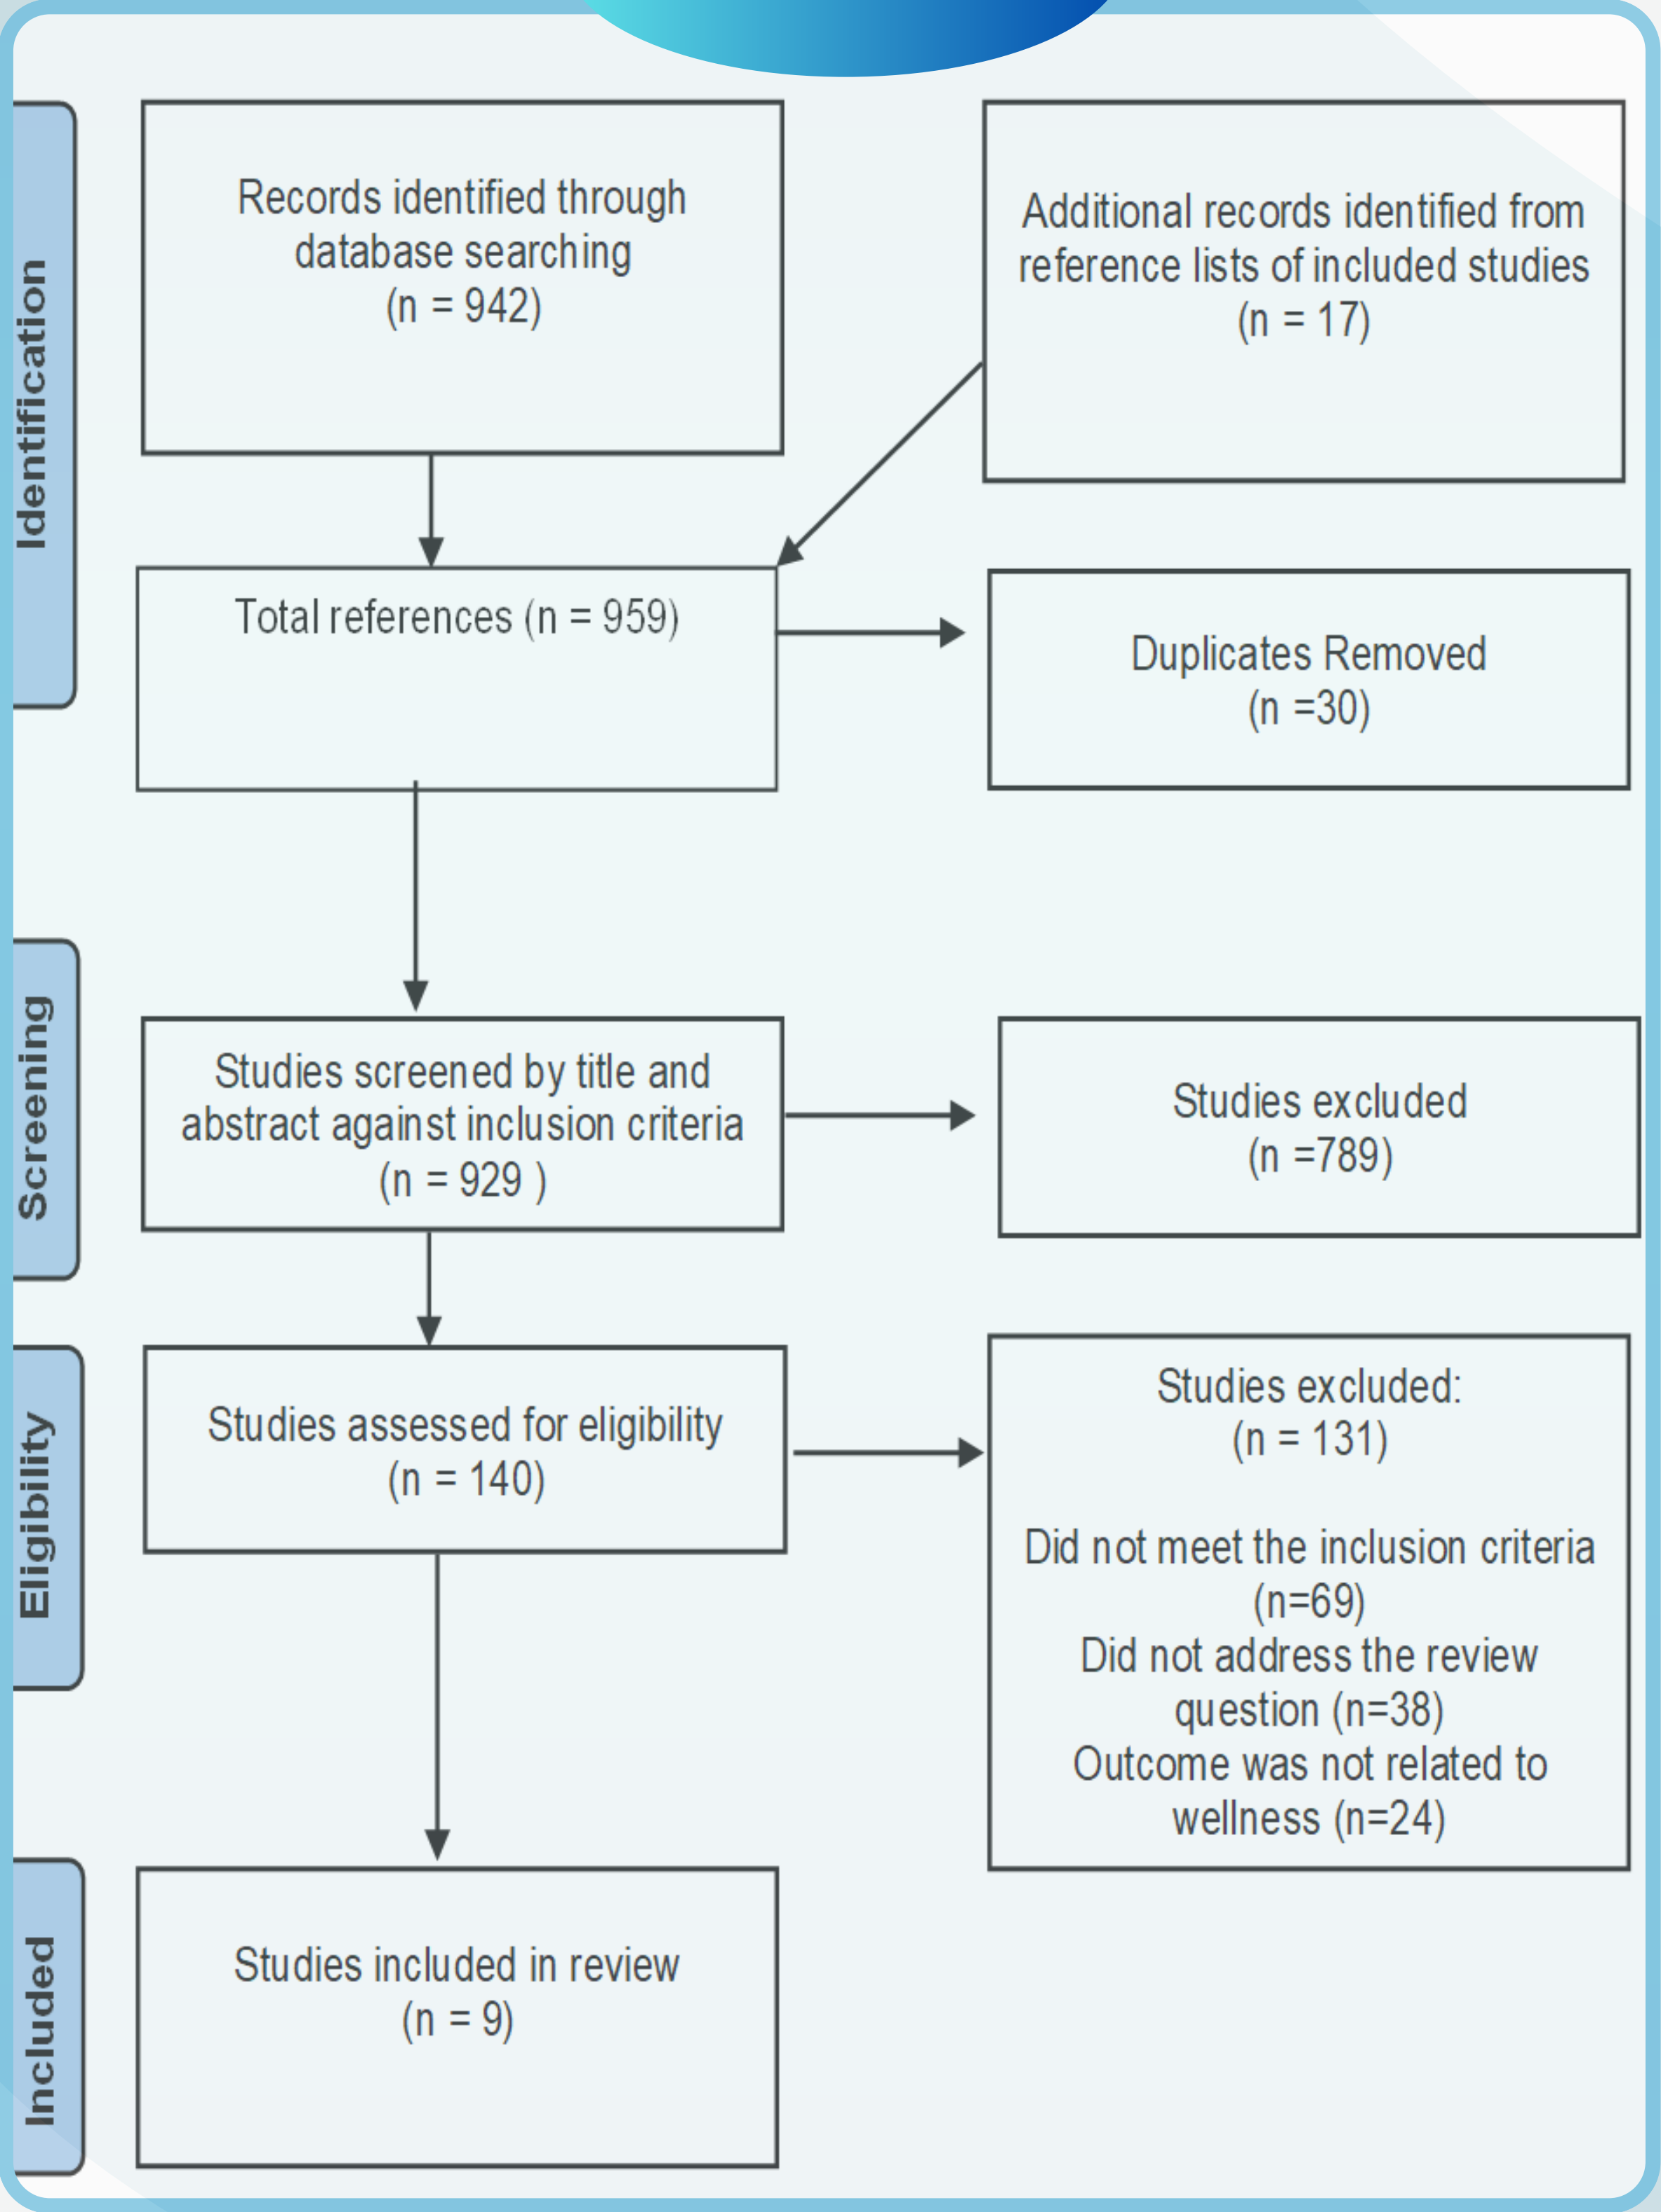 Identification
Records identified through
database searching
(n = 942)
Additional records identified from
reference lists of included studies
(n = 17)
Total references (n = 959)
Duplicates Removed
(n =30)
Screening
Studies screened by title and
abstract against inclusion criteria
(n = 929 )
Studies excluded
(n =789)
Eligibility
Studies assessed for eligibility
(n = 140)
Studies excluded:
(n = 131)
Did not meet the inclusion criteria
(n=69)
Did not address the review
question (n=38)
Outcome was not related to
wellness (n=24)
Included
Studies included in review
(n = 9)